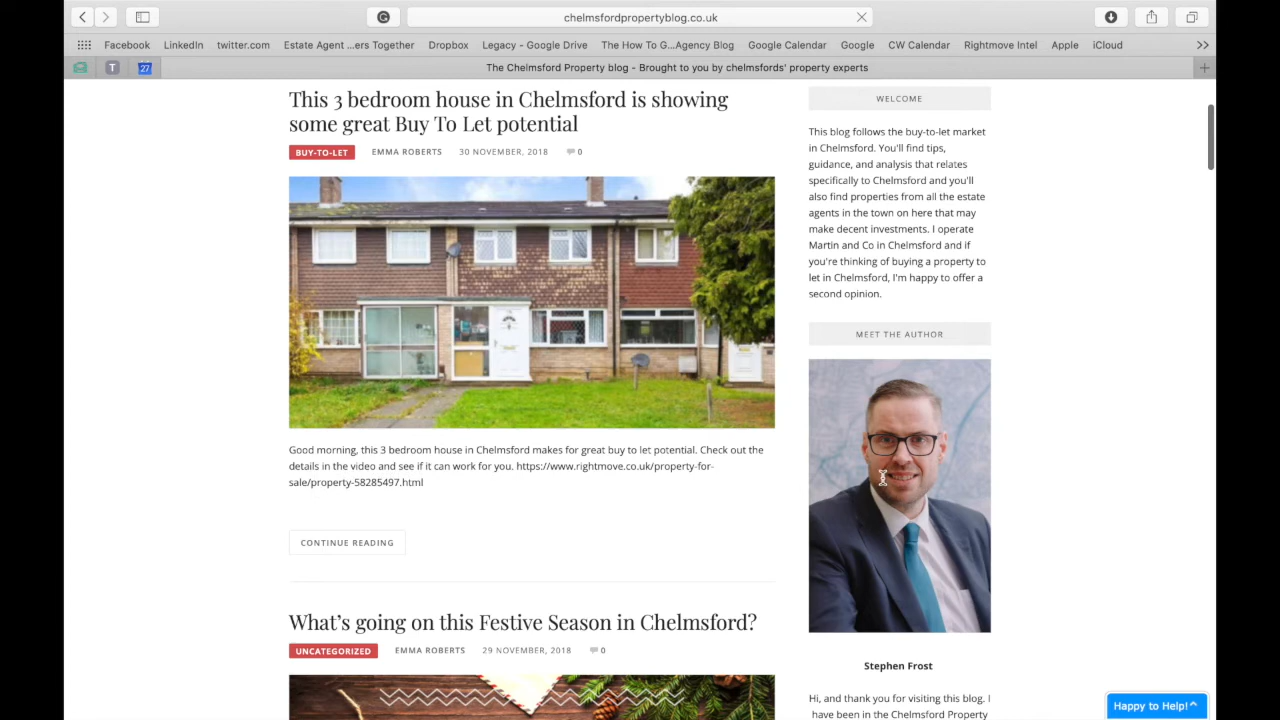 chelmsfordpropertyblog.co.uk
Facebook LinkedIn twitter.com Estate Agent ...ers Together Dropbox Legacy - Google Drive The How To G...Agency Blog Google Calendar Google CW Calendar Rightmove Intel Apple iCloud
T 27 The Chelmsford Property blog - Brought to you by chelmsfords' property experts
This 3 bedroom house in Chelmsford is showing
some great Buy To Let potential
BUY-TO-LET EMMA ROBERTS 30 NOVEMBER, 2018 0
Good morning, this 3 bedroom house in Chelmsford makes for great buy to let potential. Check out the
details in the video and see if it can work for you. https://www.rightmove.co.uk/property-for-
sale/property-58285497.html
CONTINUE READING
What's going on this Festive Season in Chelmsford?
UNCATEGORIZED EMMA ROBERTS 29 NOVEMBER, 2018 0
WELCOME
This blog follows the buy-to-let market
in Chelmsford. You'll find tips,
guidance, and analysis that relates
specifically to Chelmsford and you'll
also find properties from all the estate
agents in the town on here that may
make decent investments. I operate
Martin and Co in Chelmsford and if
you're thinking of buying a property to
let in Chelmsford, I'm happy to offer a
second opinion.
MEET THE AUTHOR
Stephen Frost
Hi, and thank you for visiting this blog. I
have been in the Chelmsford Property
Happy to Help!